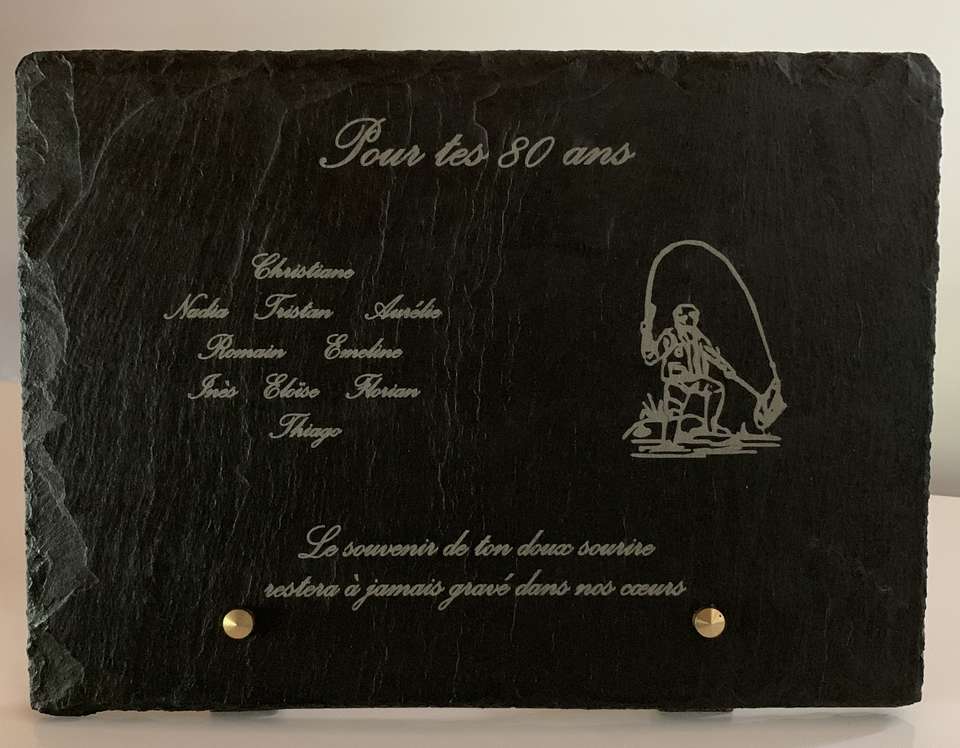 Pour tes 80 ans
Christiane
Nadia Tristan Aurélie
Romain Emeline
Inès Eloïse Florian
Thiago
Le souvenir de ton doux sourire
restera à jamais gravé dans nos cœurs